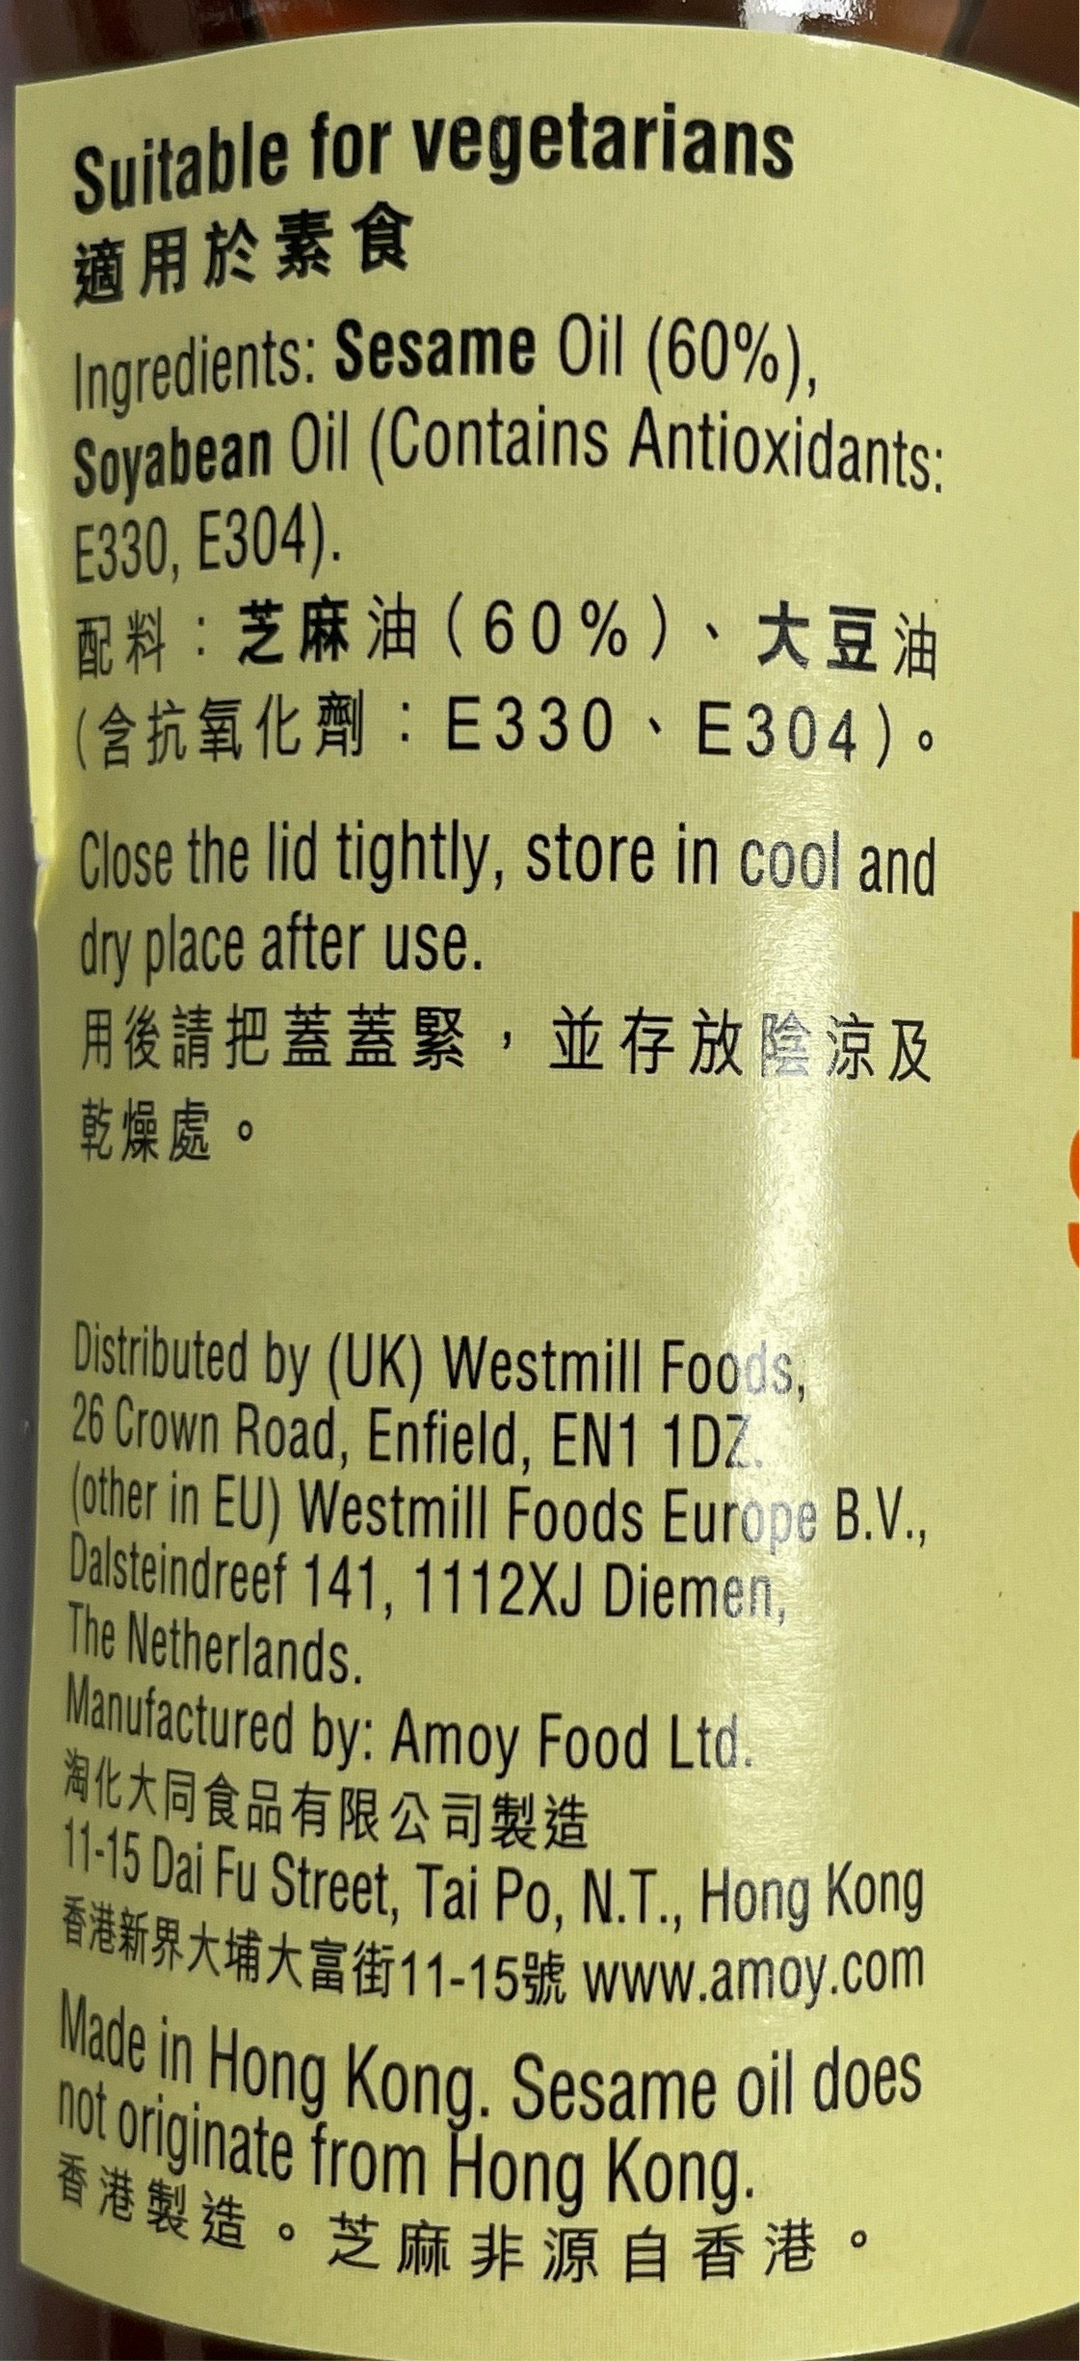 Suitable for vegetarians
適用於素食
Ingredients: Sesame Oil (60%),
Soyabean Oil (Contains Antioxidants:
E330, E304).
配料：芝麻油（60%）、大豆油
(含抗氧化劑：E330、E304)。
Close the lid tightly, store in cool and
dry place after use.
用後請把蓋蓋緊，並存放陰涼及
乾燥處。
Distributed by (UK) Westmill Foods,
26 Crown Road, Enfield, EN1 1DZ.
(other in EU) Westmill Foods Europe B.V.,
Dalsteindreef 141, 1112XJ Diemen,
The Netherlands.
Manufactured by: Amoy Food Ltd.
淘化大同食品有限公司製造
11-15 Dai Fu Street, Tai Po, N.T., Hong Kong
香港新界大埔大富街11-15號 www.amoy.com
Made in Hong Kong. Sesame oil does
not originate from Hong Kong.
香港製造。芝麻非源自香港。